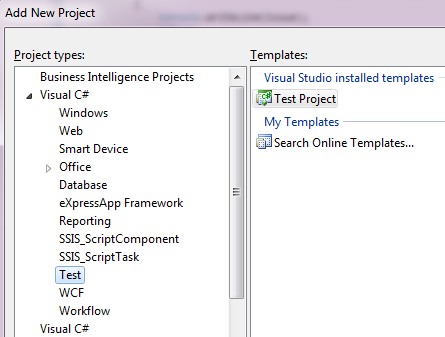 Add New Project
Project types:
Templates:
Business Intelligence Projects
Visual C#
Windows
Web
Smart Device
Office
Database
eXpressApp Framework
Reporting
SSIS_ScriptComponent
SSIS_ScriptTask
Test
WCF
Workflow
Visual C#
Visual Studio installed templates
Test Project
My Templates
Search Online Templates...